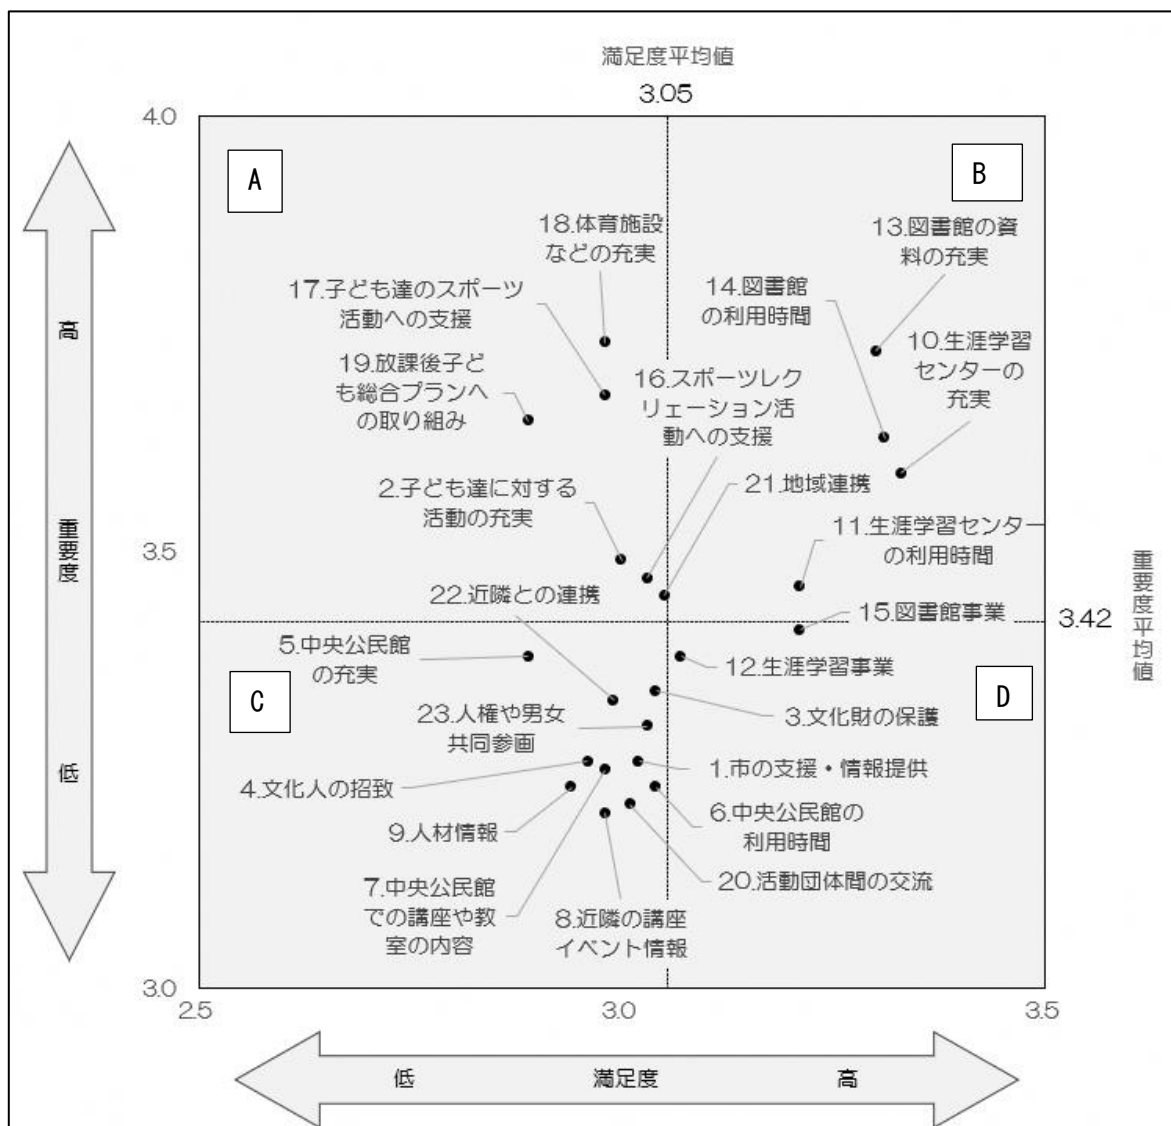 満足度平均値
3.05
4.0
A
B
18.体育施設
などの充実
13.図書館の資
料の充実
17.子ども達のスポーツ
活動への支援
14.図書館
の利用時間
高
10.生涯学習
センターの
充実
19.放課後子ど
も総合プランへ
の取り組み
16.スポーツレク
リェーション活
動への支援
2.子ども達に対する
活動の充実
21.地域連携
重要度
3.5
11.生涯学習センター
の利用時間
22.近隣との連携
15.図書館事業
3.42
重要度平均値
5.中央公民館
の充実
12.生涯学習事業
C
D
23.人権や男女
共同参画
3.文化財の保護
低
4.文化人の招致
1.市の支援・情報提供
9.人材情報
6.中央公民館の
利用時間
7.中央公民館
での講座や教
室の内容
8.近隣の講座
イベント情報
20.活動団体間の交流
3.0
2.5
3.0
3.5
低
満足度
高